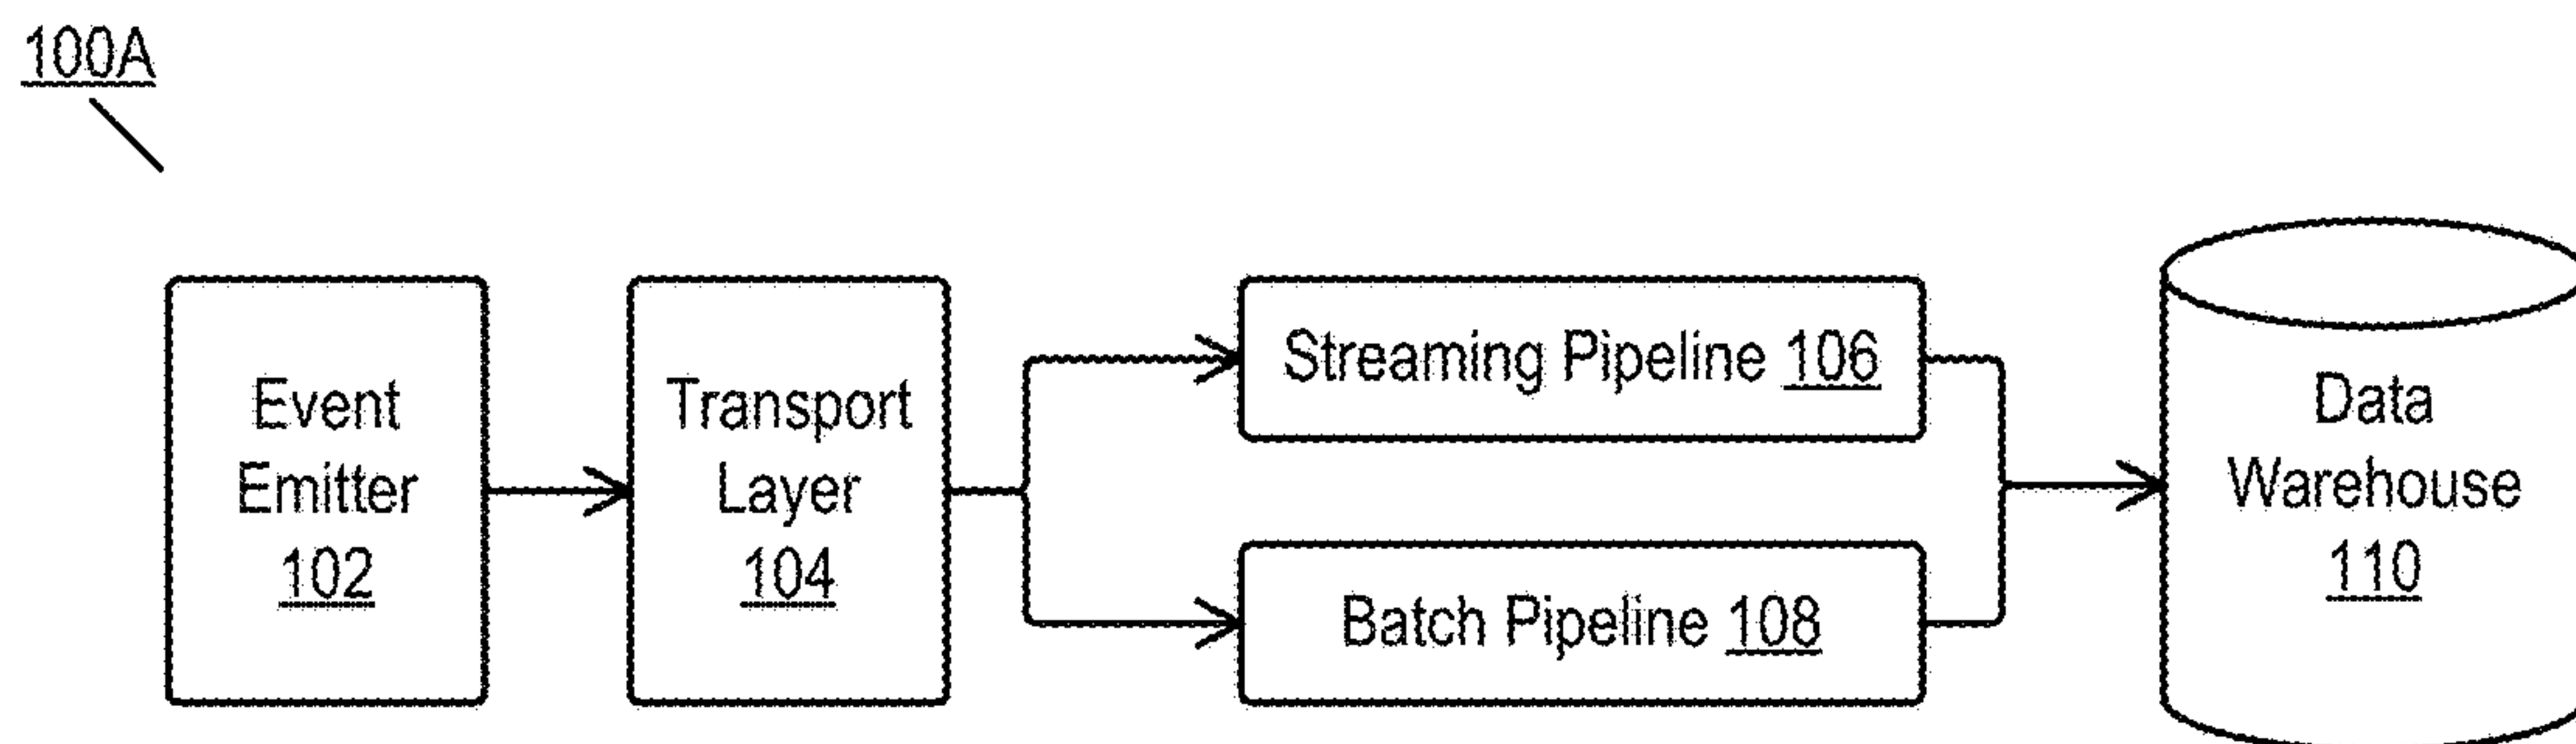 100A
Event
Emitter
102
Transport
Layer
104
Streaming Pipeline 106
Batch Pipeline 108
Data
Warehouse
110